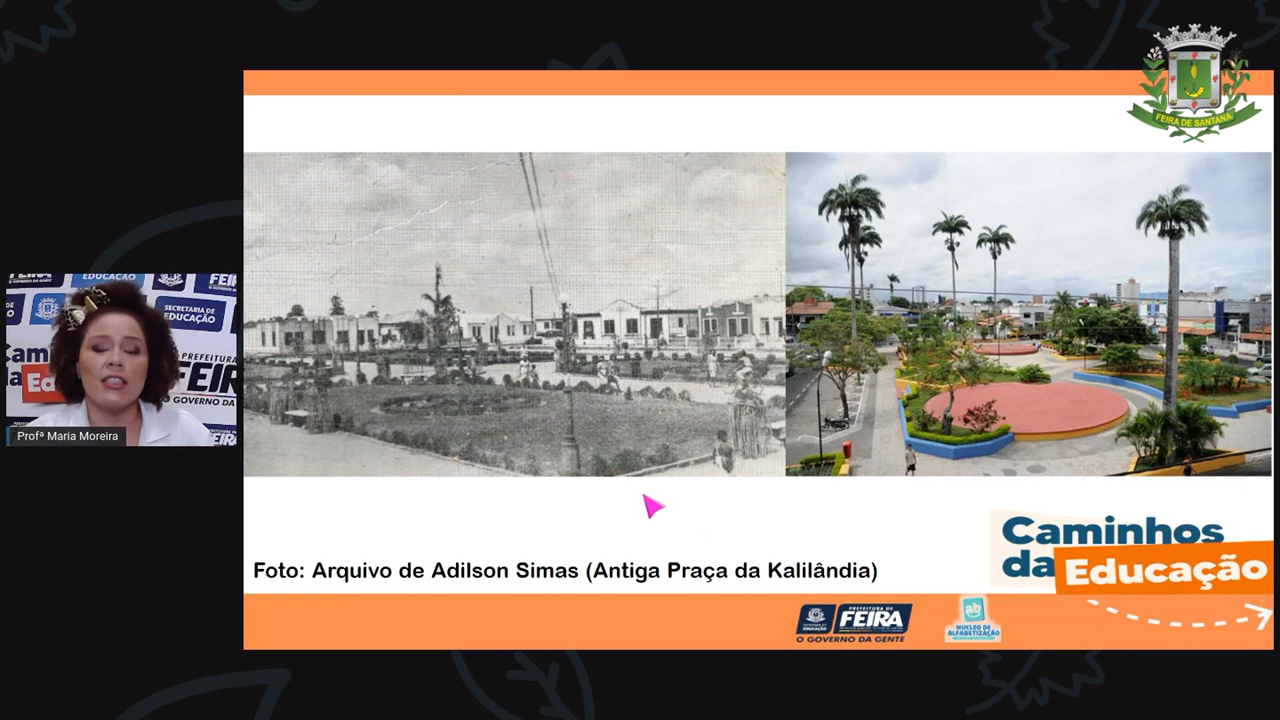 FEIRA DE SANTANA
EDUCAÇÃO
SECRETARIA DE
EDUCAÇÃO
PREFEITURA
FEIR
O GOVERNO DA
Profª Maria Moreira
Foto: Arquivo de Adilson Simas (Antiga Praça da Kalilândia)
Caminhos
da Educação
PREFEITURA DE
FEIRA
O GOVERNO DA GENTE
ab
NÚCLEO DE
ALFABETIZAÇÃO